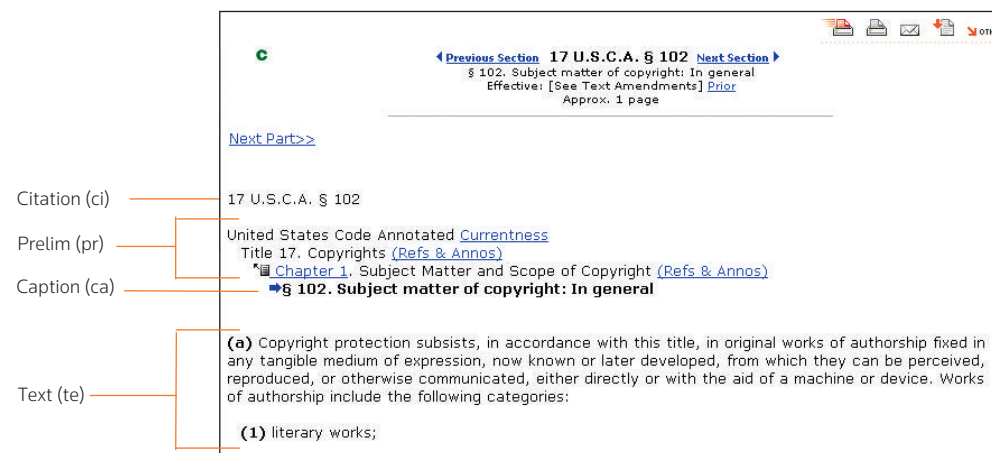 C
Previous Section 17 U.S.C.A. § 102 Next Section
§ 102. Subject matter of copyright: In general
Effective: [See Text Amendments] Prior
Approx. 1 page
Next Part>>
Citation (ci)
17 U.S.C.A. § 102
Prelim (pr)
United States Code Annotated Currentness
Title 17. Copyrights (Refs & Annos)
Chapter 1. Subject Matter and Scope of Copyright (Refs & Annos)
Caption (ca)
§ 102. Subject matter of copyright: In general
Text (te)
(a) Copyright protection subsists, in accordance with this title, in original works of authorship fixed in
any tangible medium of expression, now known or later developed, from which they can be perceived,
reproduced, or otherwise communicated, either directly or with the aid of a machine or device. Works
of authorship include the following categories:
(1) literary works;